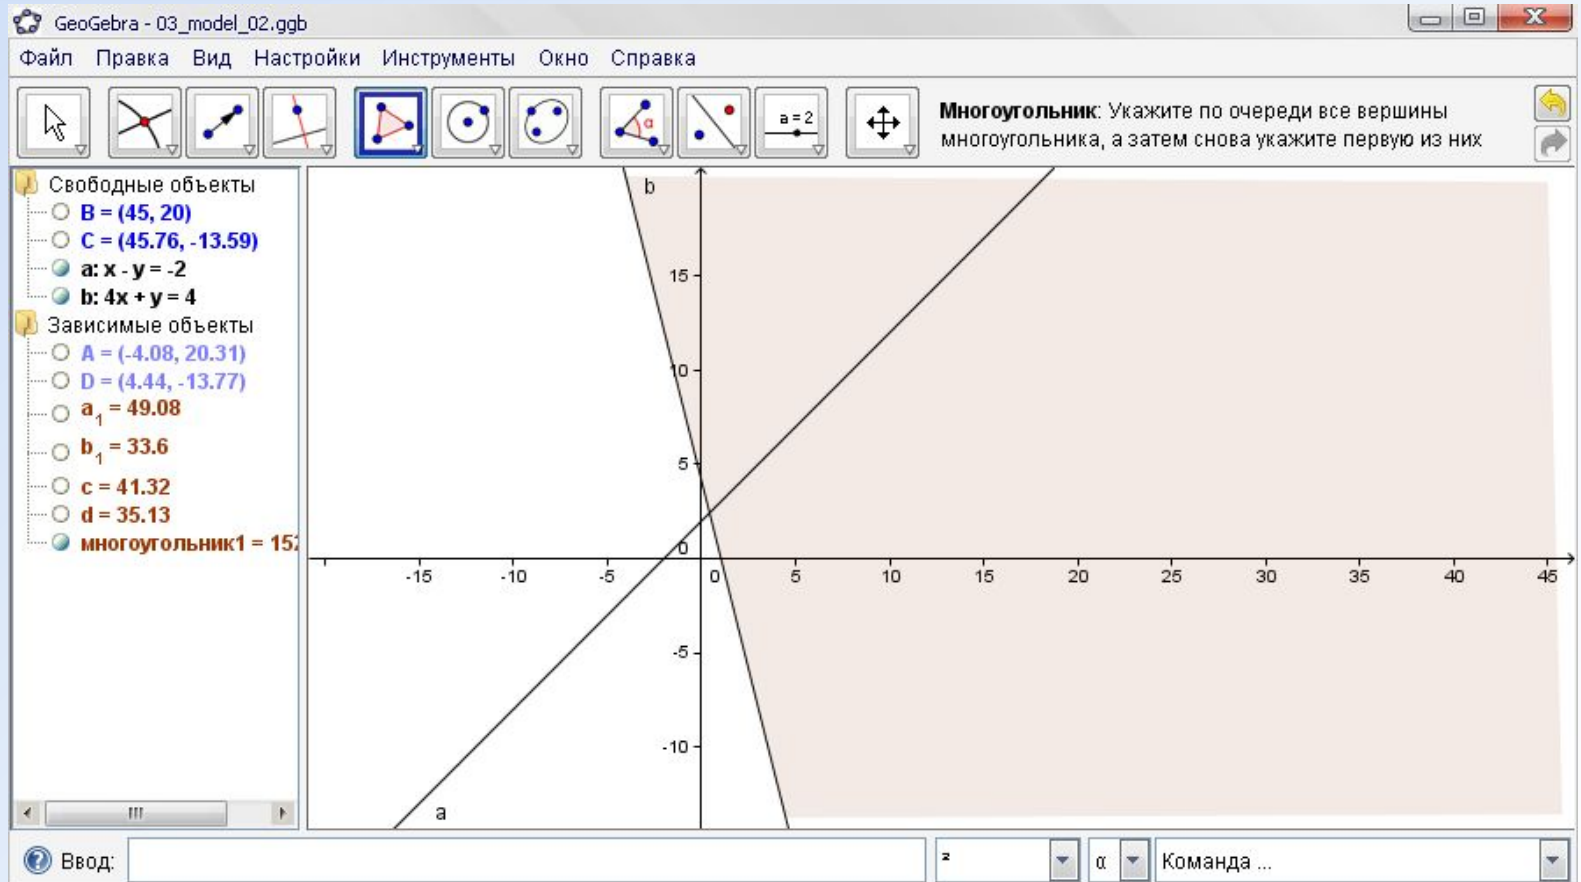 GeoGebra - 03_model_02.ggb
Файл Правка Вид Настройки Инструменты Окно Справка
a = 2
α
Многоугольник: Укажите по очереди все вершины
многоугольника, а затем снова укажите первую из них
Свободные объекты
B = (45, 20)
C = (45.76, -13.59)
a: x - y = -2
b: 4x + y = 4
Зависимые объекты
A = (-4.08, 20.31)
D = (4.44, -13.77)
a₁ = 49.08
b₁ = 33.6
c = 41.32
d = 35.13
многоугольник1 = 152
b
15
10
5
0
-15 -10 -5 0 5 10 15 20 25 30 35 40 45
-5
-10
a
Ввод: ² α Команда ...